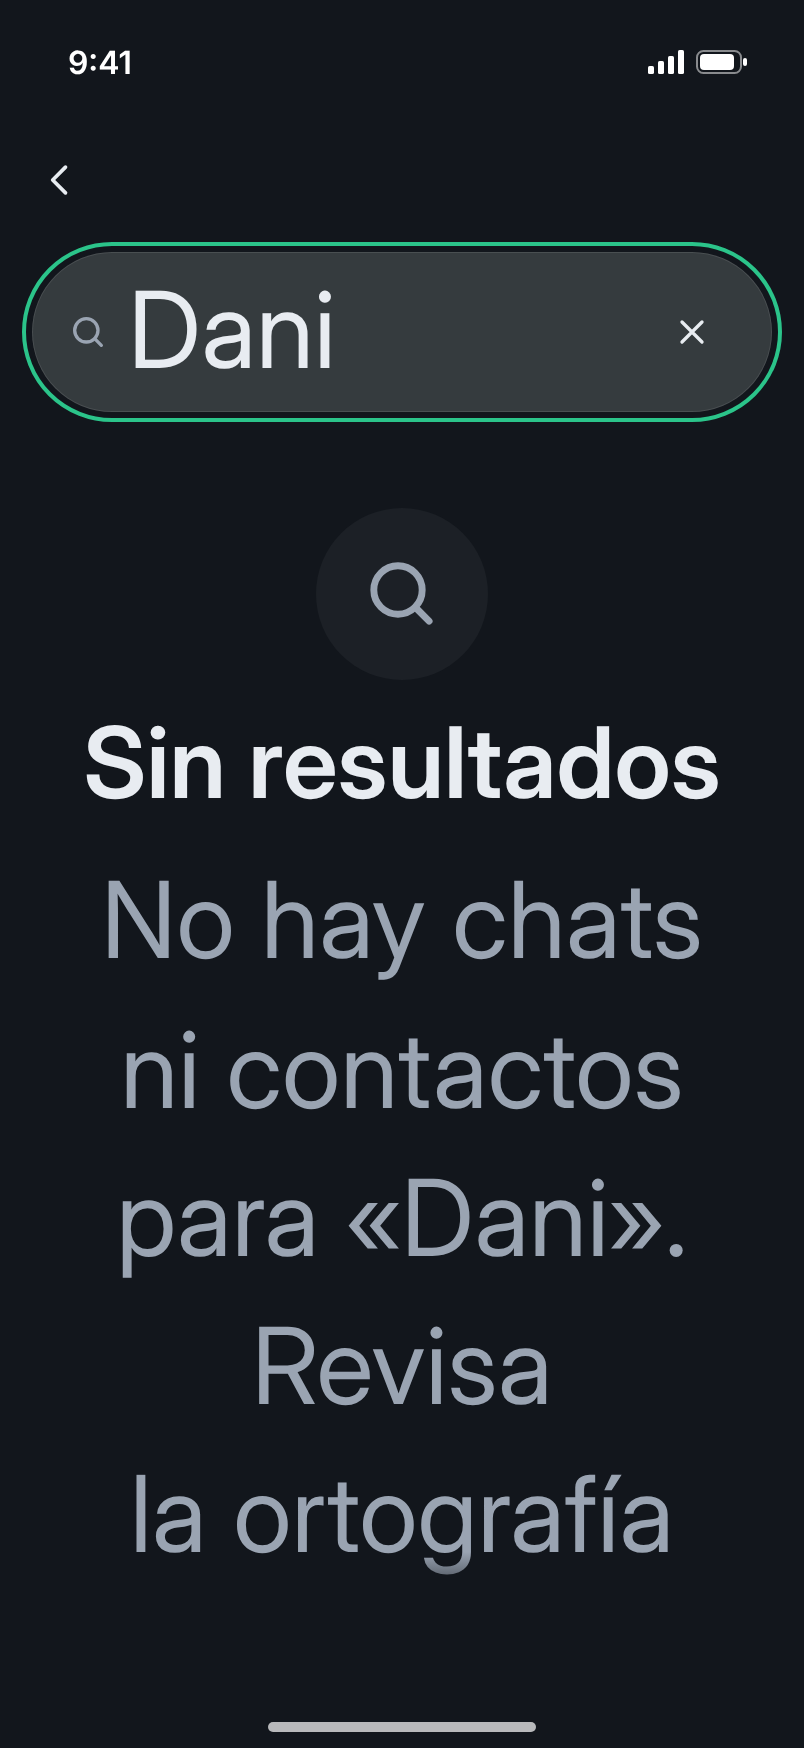 9:41
Dani
Sin resultados
No hay chats
ni contactos
para «Dani».
Revisa
la ortografía